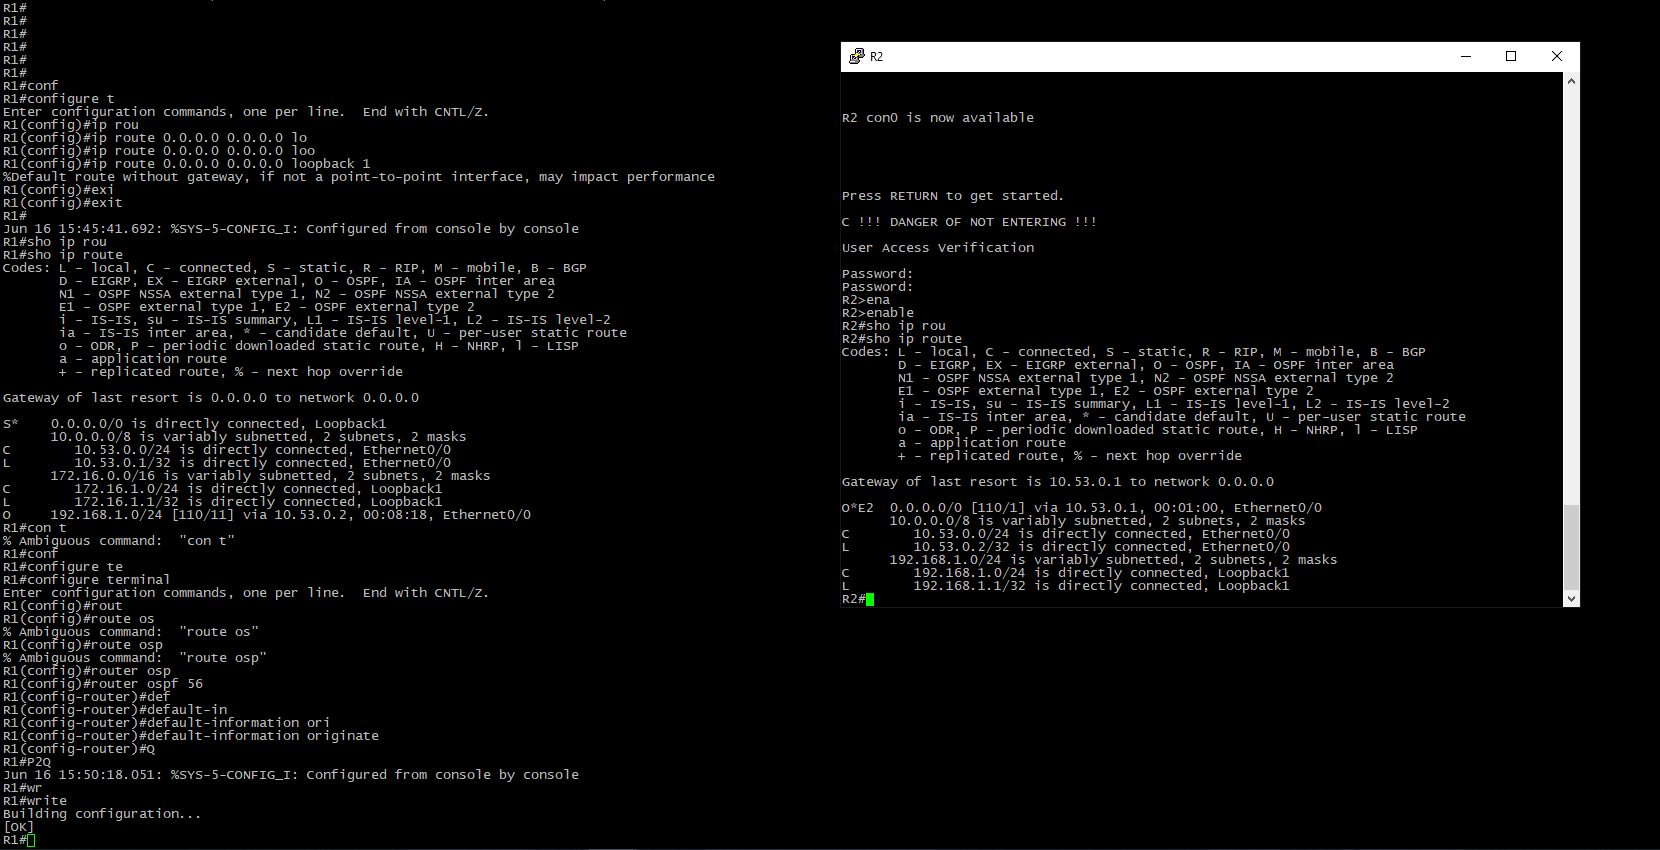 R1#
R1#
R1#
R1#
R1#
R1#
R1#conf
R1#configure t
Enter configuration commands, one per line.  End with CNTL/Z.
R1(config)#ip rou
R1(config)#ip route 0.0.0.0 0.0.0.0 lo
R1(config)#ip route 0.0.0.0 0.0.0.0 loo
R1(config)#ip route 0.0.0.0 0.0.0.0 loopback 1
%Default route without gateway, if not a point-to-point interface, may impact performance
R1(config)#exi
R1(config)#exit
R1#
Jun 16 15:45:41.692: %SYS-5-CONFIG_I: Configured from console by console
R1#sho ip rou
R1#sho ip route
Codes: L - local, C - connected, S - static, R - RIP, M - mobile, B - BGP
       D - EIGRP, EX - EIGRP external, O - OSPF, IA - OSPF inter area
       N1 - OSPF NSSA external type 1, N2 - OSPF NSSA external type 2
       E1 - OSPF external type 1, E2 - OSPF external type 2
       i - IS-IS, su - IS-IS summary, L1 - IS-IS level-1, L2 - IS-IS level-2
       ia - IS-IS inter area, * - candidate default, U - per-user static route
       o - ODR, P - periodic downloaded static route, H - NHRP, l - LISP
       a - application route
       + - replicated route, % - next hop override
Gateway of last resort is 0.0.0.0 to network 0.0.0.0
S*    0.0.0.0/0 is directly connected, Loopback1
      10.0.0.0/8 is variably subnetted, 2 subnets, 2 masks
C        10.53.0.0/24 is directly connected, Ethernet0/0
L        10.53.0.1/32 is directly connected, Ethernet0/0
      172.16.0.0/16 is variably subnetted, 2 subnets, 2 masks
C        172.16.1.0/24 is directly connected, Loopback1
L        172.16.1.1/32 is directly connected, Loopback1
O     192.168.1.0/24 [110/11] via 10.53.0.2, 00:08:18, Ethernet0/0
R1#con t
% Ambiguous command:  "con t"
R1#conf
R1#configure te
R1#configure terminal
Enter configuration commands, one per line.  End with CNTL/Z.
R1(config)#rout
R1(config)#route os
% Ambiguous command:  "route os"
R1(config)#route osp
% Ambiguous command:  "route osp"
R1(config)#router osp
R1(config)#router ospf 56
R1(config-router)#def
R1(config-router)#default-in
R1(config-router)#default-information ori
R1(config-router)#default-information originate
R1(config-router)#Q
R1#P2Q
Jun 16 15:50:18.051: %SYS-5-CONFIG_I: Configured from console by console
R1#wr
R1#write
Building configuration...
[OK]
R1#
R2
R2 con0 is now available
Press RETURN to get started.
C !!! DANGER OF NOT ENTERING !!!
User Access Verification
Password:
Password:
R2>ena
R2>enable
R2#sho ip rou
R2#sho ip route
Codes: L - local, C - connected, S - static, R - RIP, M - mobile, B - BGP
       D - EIGRP, EX - EIGRP external, O - OSPF, IA - OSPF inter area
       N1 - OSPF NSSA external type 1, N2 - OSPF NSSA external type 2
       E1 - OSPF external type 1, E2 - OSPF external type 2
       i - IS-IS, su - IS-IS summary, L1 - IS-IS level-1, L2 - IS-IS level-2
       ia - IS-IS inter area, * - candidate default, U - per-user static route
       o - ODR, P - periodic downloaded static route, H - NHRP, l - LISP
       a - application route
       + - replicated route, % - next hop override
Gateway of last resort is 10.53.0.1 to network 0.0.0.0
O*E2  0.0.0.0/0 [110/1] via 10.53.0.1, 00:01:00, Ethernet0/0
      10.0.0.0/8 is variably subnetted, 2 subnets, 2 masks
C        10.53.0.0/24 is directly connected, Ethernet0/0
L        10.53.0.2/32 is directly connected, Ethernet0/0
      192.168.1.0/24 is variably subnetted, 2 subnets, 2 masks
C        192.168.1.0/24 is directly connected, Loopback1
L        192.168.1.1/32 is directly connected, Loopback1
R2#